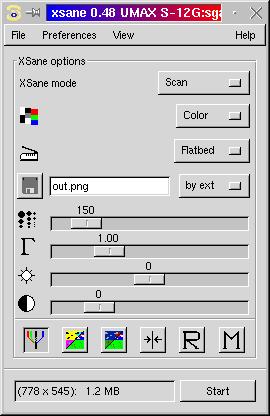 xsane 0.48 UMAX S-12G:sga
File Preferences View Help
XSane options
XSane mode Scan
Color
Flatbed
out.png by ext
150
1.00
0
0
R M
(778 x 545): 1.2 MB Start